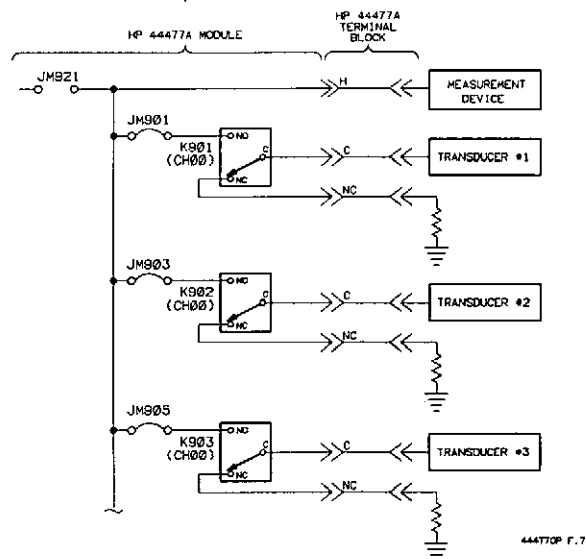 HP 44477A MODULE
HP 44477A
TERMINAL
BLOCK
JM921
H
MEASUREMENT
DEVICE
JM901
NO
K901
(CH00)
C
NC
C
TRANSDUCER #1
NC
JM903
NO
K902
(CH00)
C
NC
C
TRANSDUCER #2
NC
JM905
NO
K903
(CH00)
C
NC
C
TRANSDUCER #3
NC
44477OP F.7